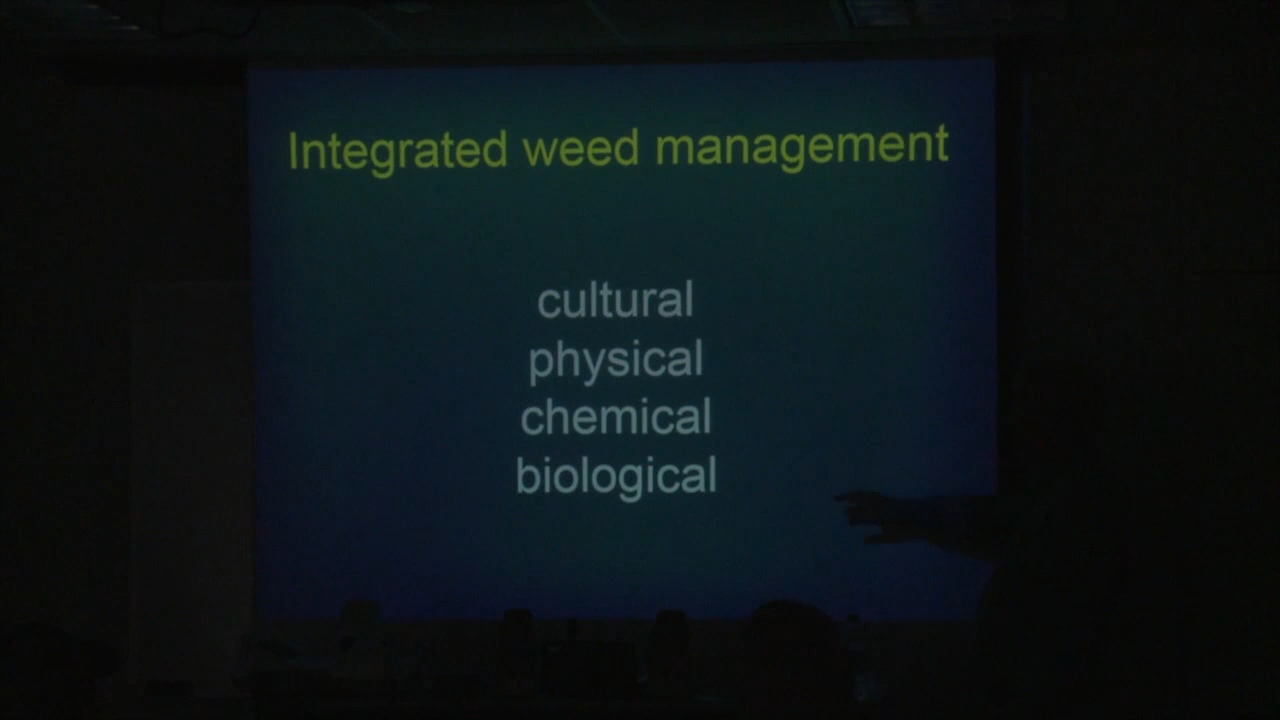 Integrated weed management
cultural
physical
chemical
biological